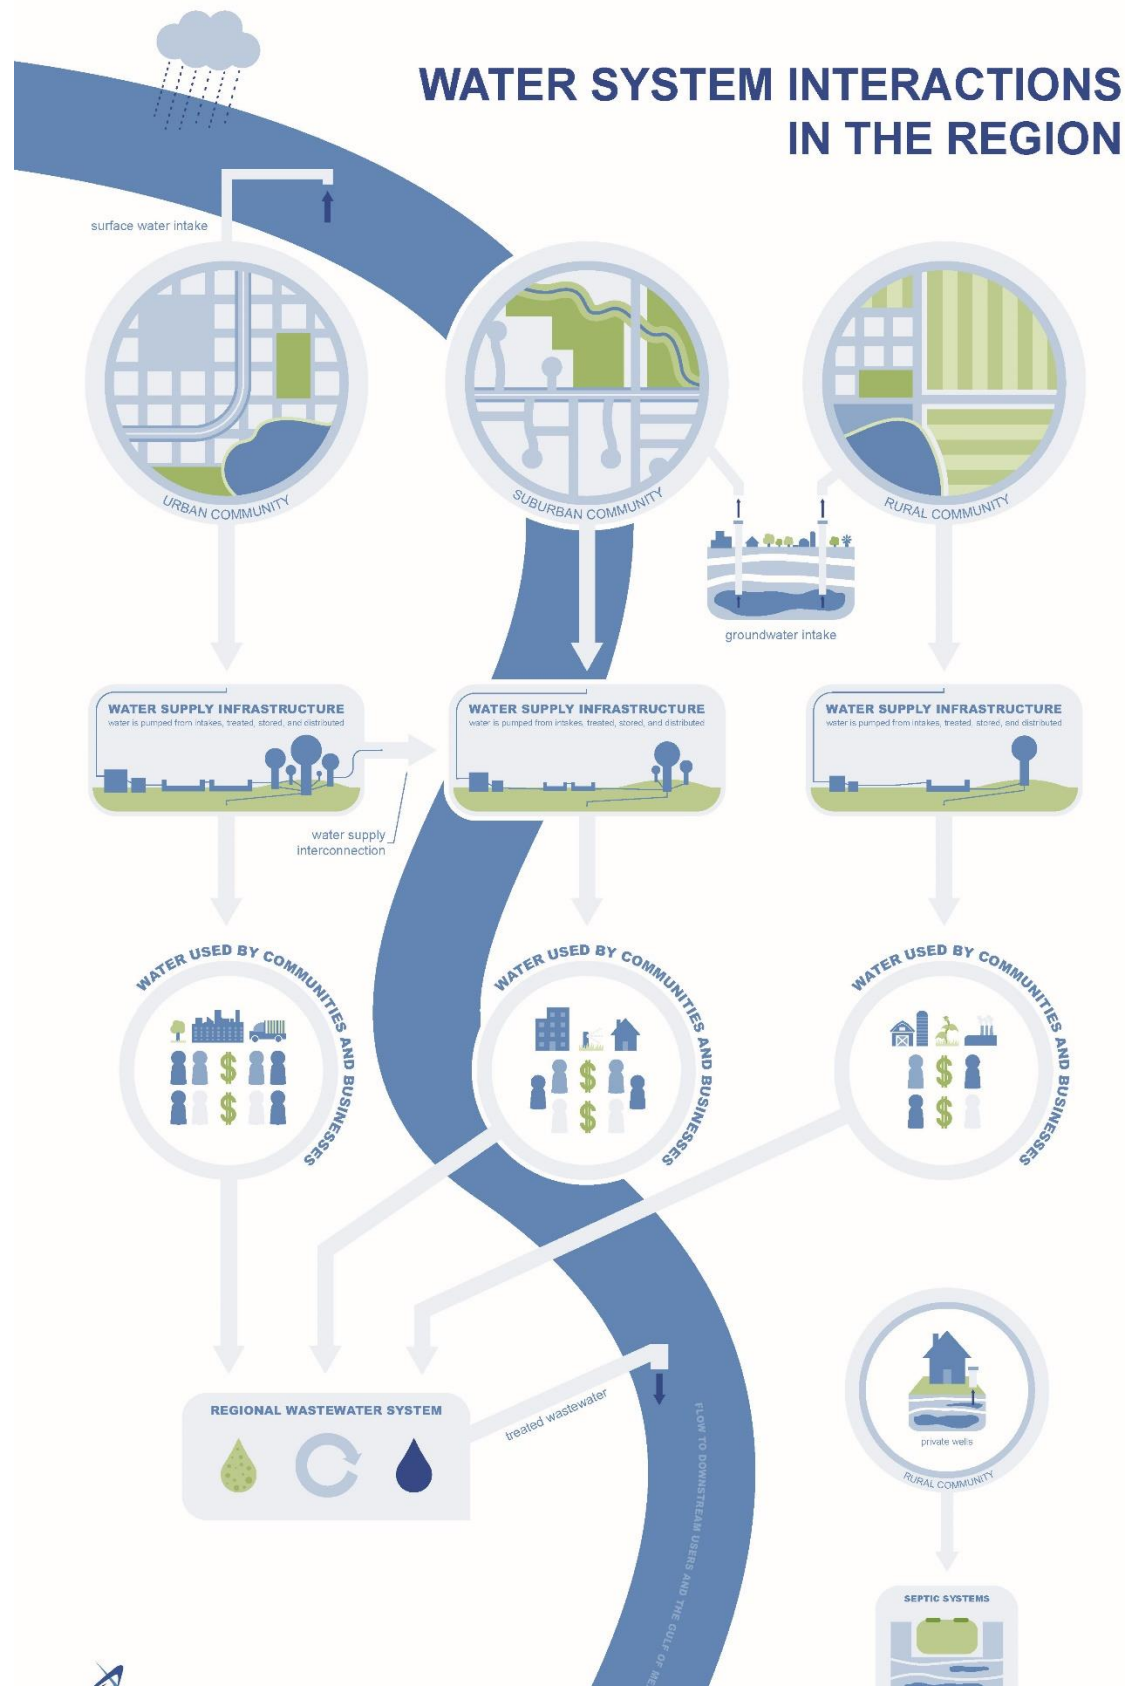 WATER SYSTEM INTERACTIONS
IN THE REGION
surface water intake
URBAN COMMUNITY
SUBURBAN COMMUNITY
RURAL COMMUNITY
groundwater intake
WATER SUPPLY INFRASTRUCTURE
water is pumped from intakes, treated, stored, and distributed
WATER SUPPLY INFRASTRUCTURE
water is pumped from intakes, treated, stored, and distributed
WATER SUPPLY INFRASTRUCTURE
water is pumped from intakes, treated, stored, and distributed
water supply
interconnection
WATER USED BY COMMUNITIES AND BUSINESSES
WATER USED BY COMMUNITIES AND BUSINESSES
WATER USED BY COMMUNITIES AND BUSINESSES
$ $
$ $
$ $
REGIONAL WASTEWATER SYSTEM
treated wastewater
FLOW TO DOWNSTREAM USERS AND THE GULF OF ME
private wells
RURAL COMMUNITY
SEPTIC SYSTEMS